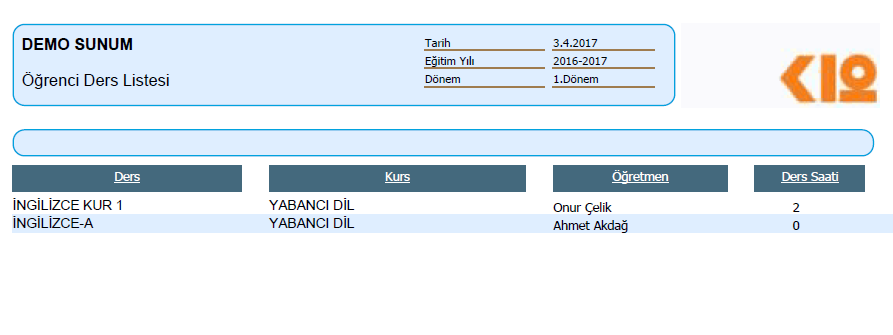 DEMO SUNUM
Öğrenci Ders Listesi
Tarih 3.4.2017
Eğitim Yılı 2016-2017
Dönem 1.Dönem
Ders Kurs Öğretmen Ders Saati
İNGİLİZCE KUR 1 YABANCI DİL Onur Çelik 2
İNGİLİZCE-A YABANCI DİL Ahmet Akdağ 0